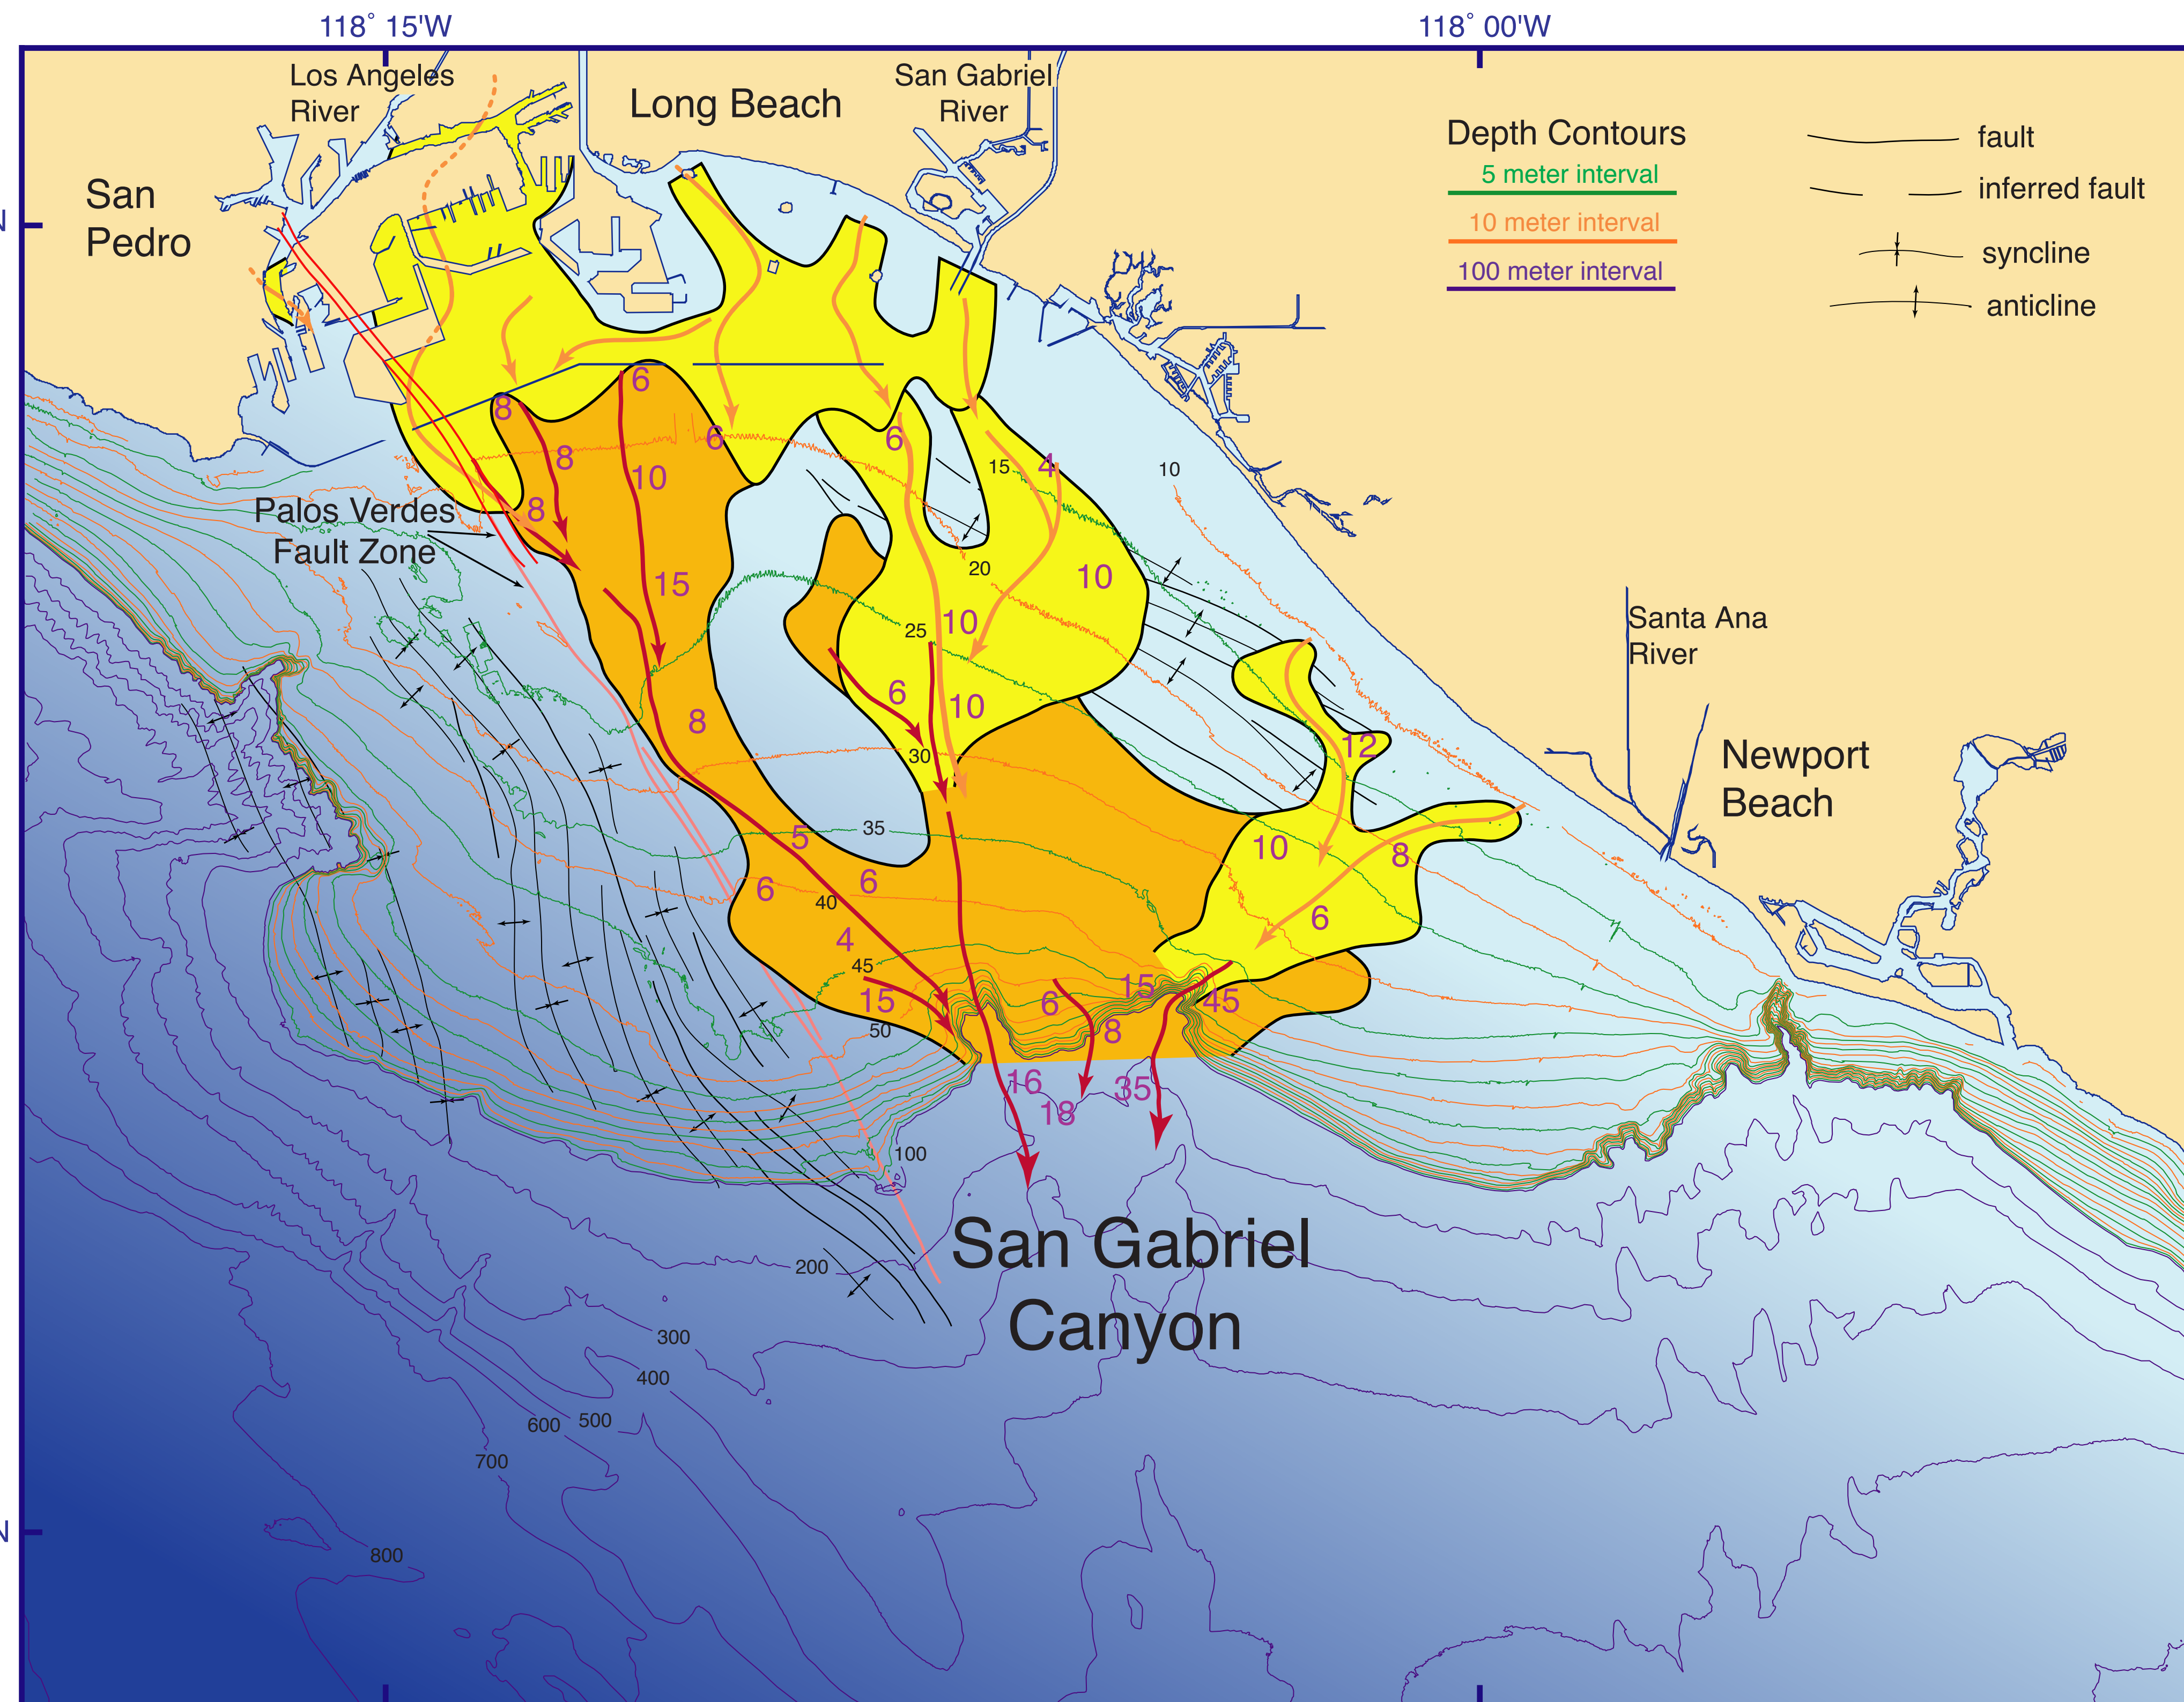 118° 15'W
118° 00'W
Los Angeles
River
Long Beach
San Gabriel
River
San
Pedro
N
Depth Contours
5 meter interval
10 meter interval
100 meter interval
fault
inferred fault
syncline
anticline
6
8
6
6
8
10
15
4
10
8
Palos Verdes
Fault Zone
20
10
15
10
25
Santa Ana
River
6
10
8
30
12
Newport
Beach
35
5
10
8
6
6
40
6
4
45
15
15
45
6
50
8
16
35
18
100
San Gabriel
Canyon
200
300
400
500
600
700
N
800